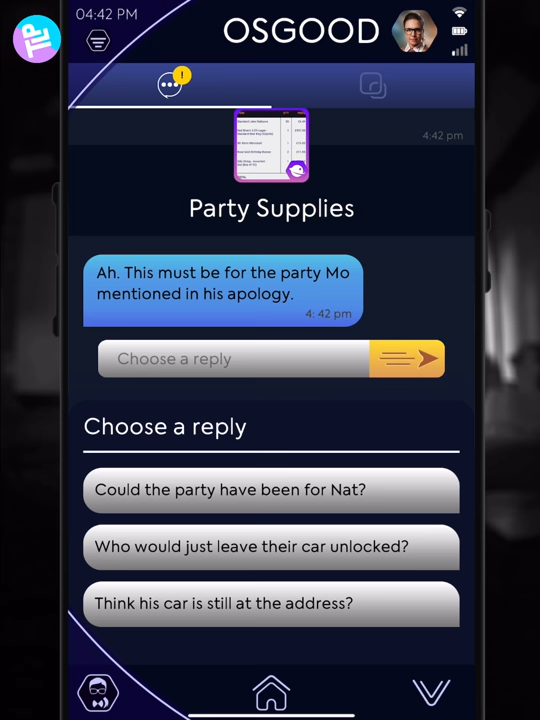 TLP
04:42 PM
OSGOOD
!
4:42 pm
Party Supplies
Ah. This must be for the party Mo
mentioned in his apology.
4: 42 pm
Choose a reply
Choose a reply
Could the party have been for Nat?
Who would just leave their car unlocked?
Think his car is still at the address?